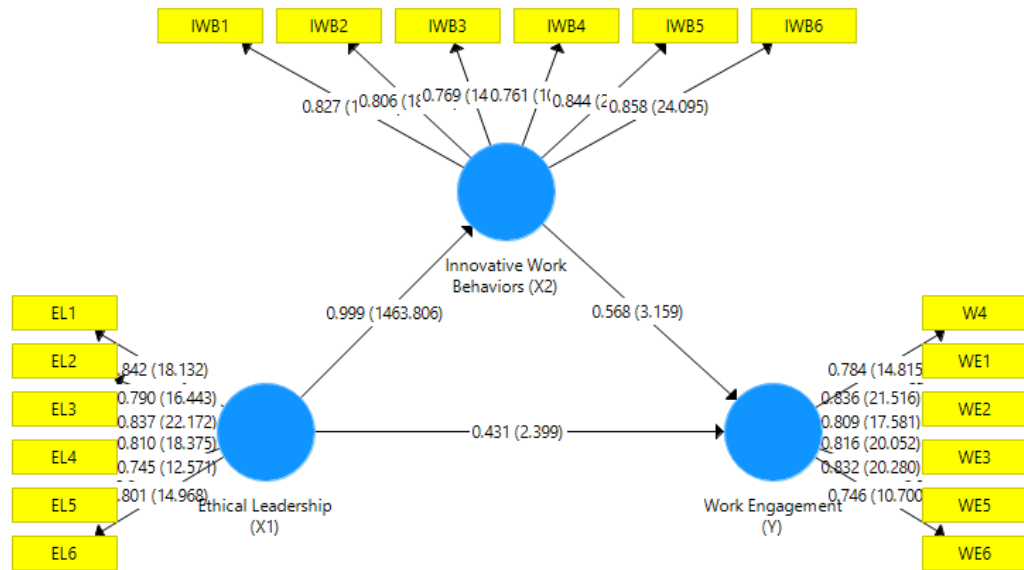 IWB1 IWB2 IWB3 IWB4 IWB5 IWB6
0.827 0.806 0.769 0.761 0.844 0.858 (24.095)
Innovative Work
Behaviors (X2)
0.999 (1463.806)
0.568 (3.159)
0.431 (2.399)
EL1
EL2
EL3
EL4
EL5
EL6
.842 (18.132)
0.790 (16.443)
0.837 (22.172)
0.810 (18.375)
0.745 (12.571)
.801 (14.968)
Ethical Leadership
(X1)
Work Engagement
(Y)
0.784 (14.815
0.836 (21.516)
0.809 (17.581)
0.816 (20.052)
0.832 (20.280)
0.746 (10.700
W4
WE1
WE2
WE3
WE5
WE6